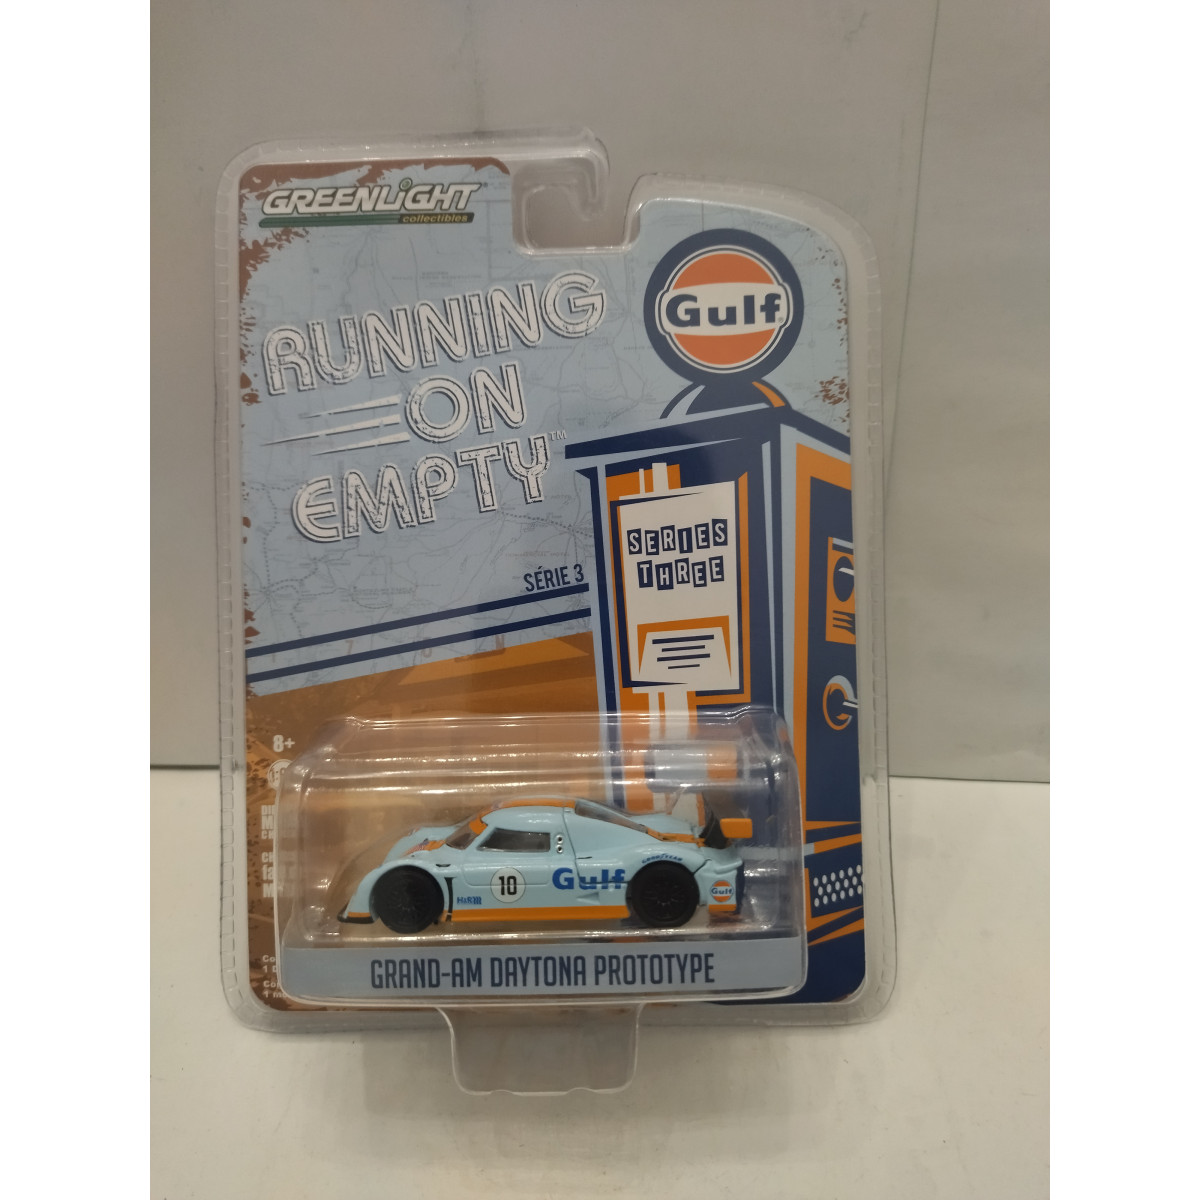 GREENLiGHT
collectibles
RUNNING
ON
EMPTY™
Gulf
SERIES
THREE
SÉRIE 3
8+
10
Gulf
GOODYEAR
Gulf
GRAND-AM DAYTONA PROTOTYPE